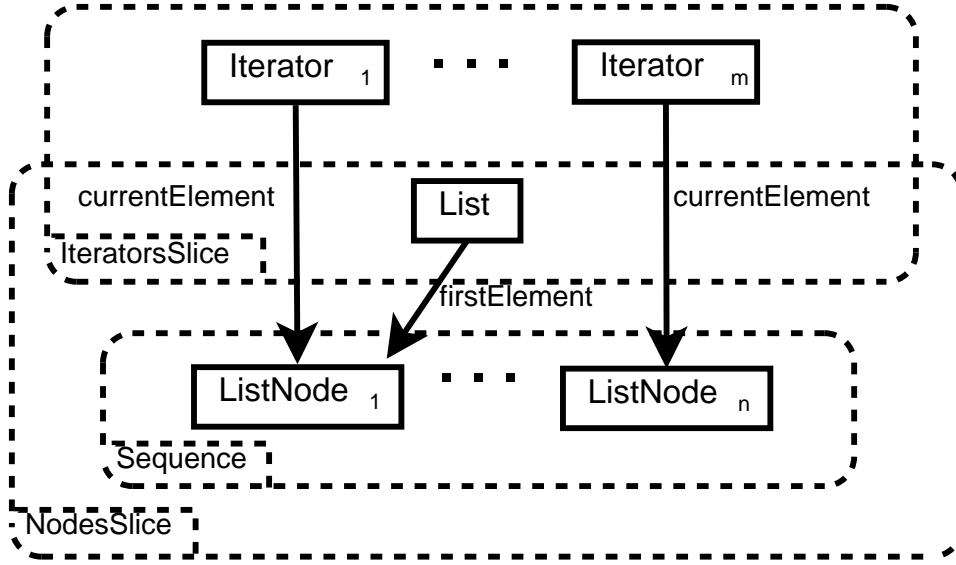 Iterator 1 . . . Iterator m
currentElement List currentElement
IteratorsSlice
firstElement
ListNode 1 . . . ListNode n
Sequence
NodesSlice